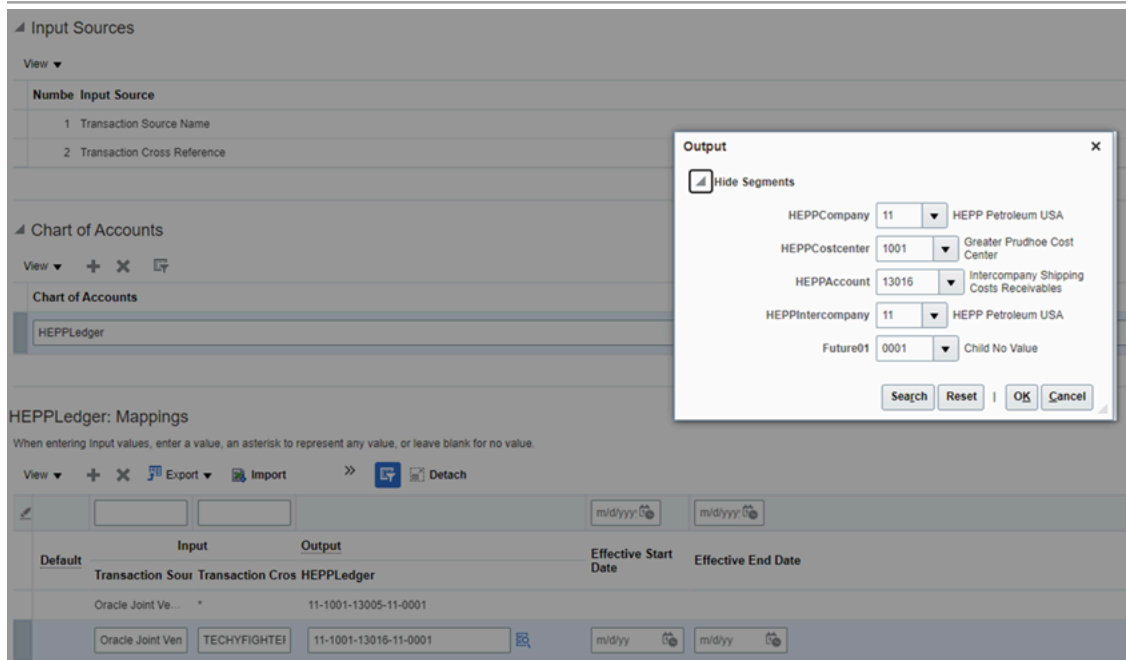 Input Sources
View
Numbe Input Source
1 Transaction Source Name
2 Transaction Cross Reference
Chart of Accounts
View
Chart of Accounts
HEPPLedger
Output
Hide Segments
HEPPCompany 11 HEPP Petroleum USA
HEPPCostcenter 1001 Greater Prudhoe Cost
Center
HEPPAccount 13016 Intercompany Shipping
Costs Receivables
HEPPIntercompany 11 HEPP Petroleum USA
Future01 0001 Child No Value
Search Reset | OK Cancel
HEPPLedger: Mappings
When entering Input values, enter a value, an asterisk to represent any value, or leave blank for no value.
View Export Import » Detach
m/d/yyy m/d/yyy
Default Input Output Effective Start
Date Effective End Date
Transaction Sour Transaction Cros HEPPLedger
Oracle Joint Ve... * 11-1001-13005-11-0001
Oracle Joint Ven TECHYFIGHTER 11-1001-13016-11-0001 m/d/yy m/d/yy